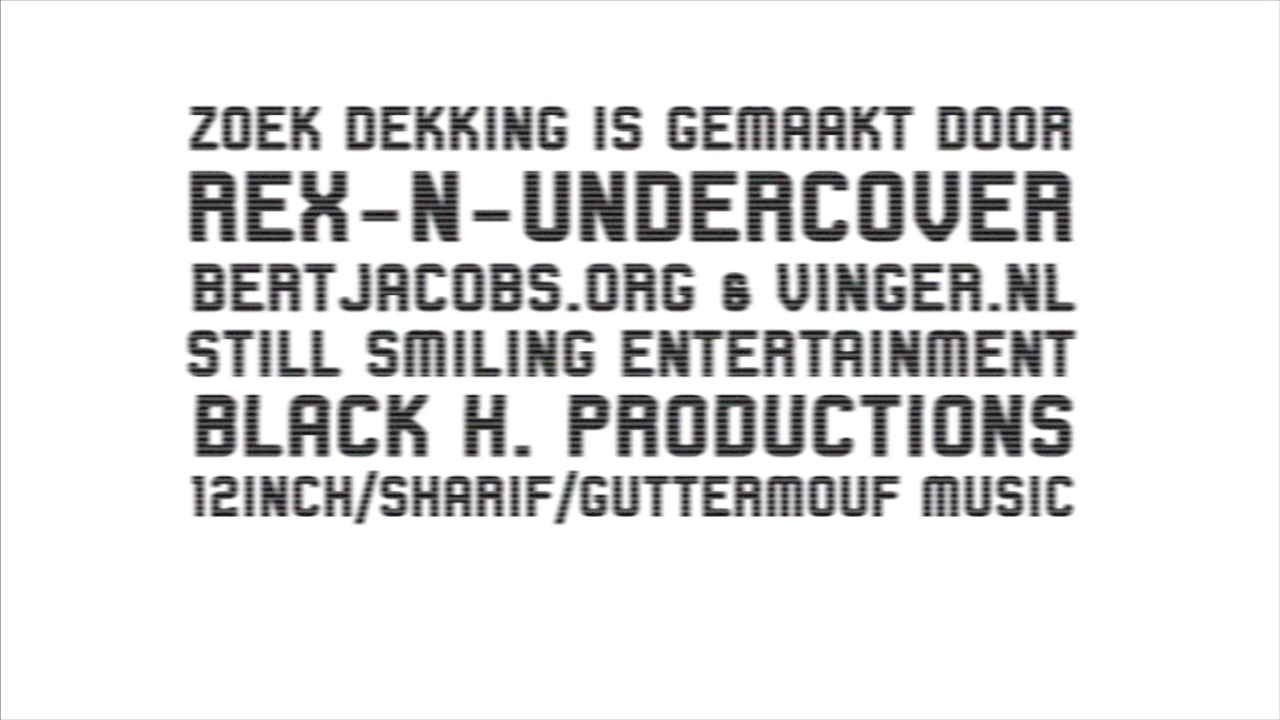 ZOEK DEKKING IS GEMAAKT DOOR
REX-N-UNDERCOVER
BERTJACOBS.ORG & VINGER.NL
STILL SMILING ENTERTAINMENT
BLACK H. PRODUCTIONS
12INCH/SHARIF/GUTTERMOUF MUSIC